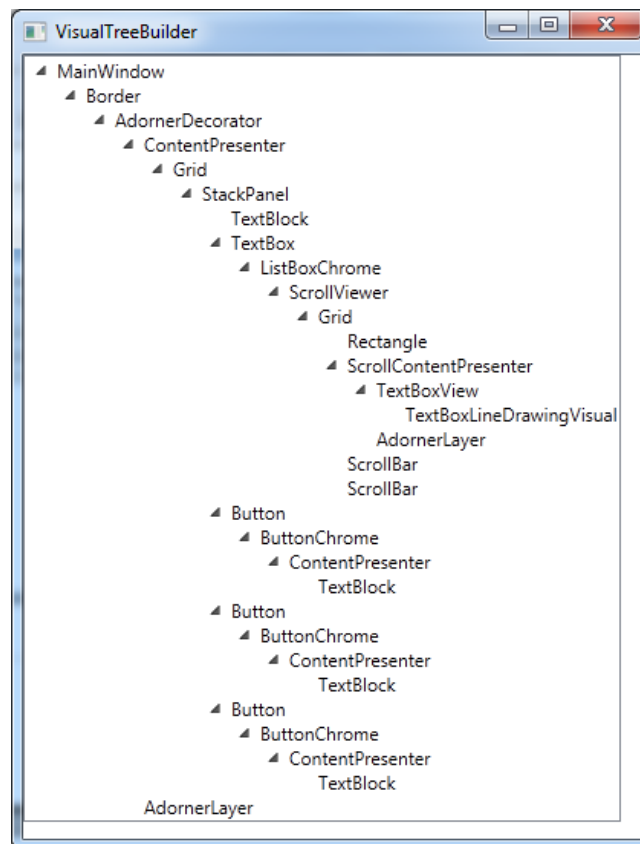 VisualTreeBuilder
MainWindow
Border
AdornerDecorator
ContentPresenter
Grid
StackPanel
TextBlock
TextBox
ListBoxChrome
ScrollViewer
Grid
Rectangle
ScrollContentPresenter
TextBoxView
TextBoxLineDrawingVisual
AdornerLayer
ScrollBar
ScrollBar
Button
ButtonChrome
ContentPresenter
TextBlock
Button
ButtonChrome
ContentPresenter
TextBlock
Button
ButtonChrome
ContentPresenter
TextBlock
AdornerLayer